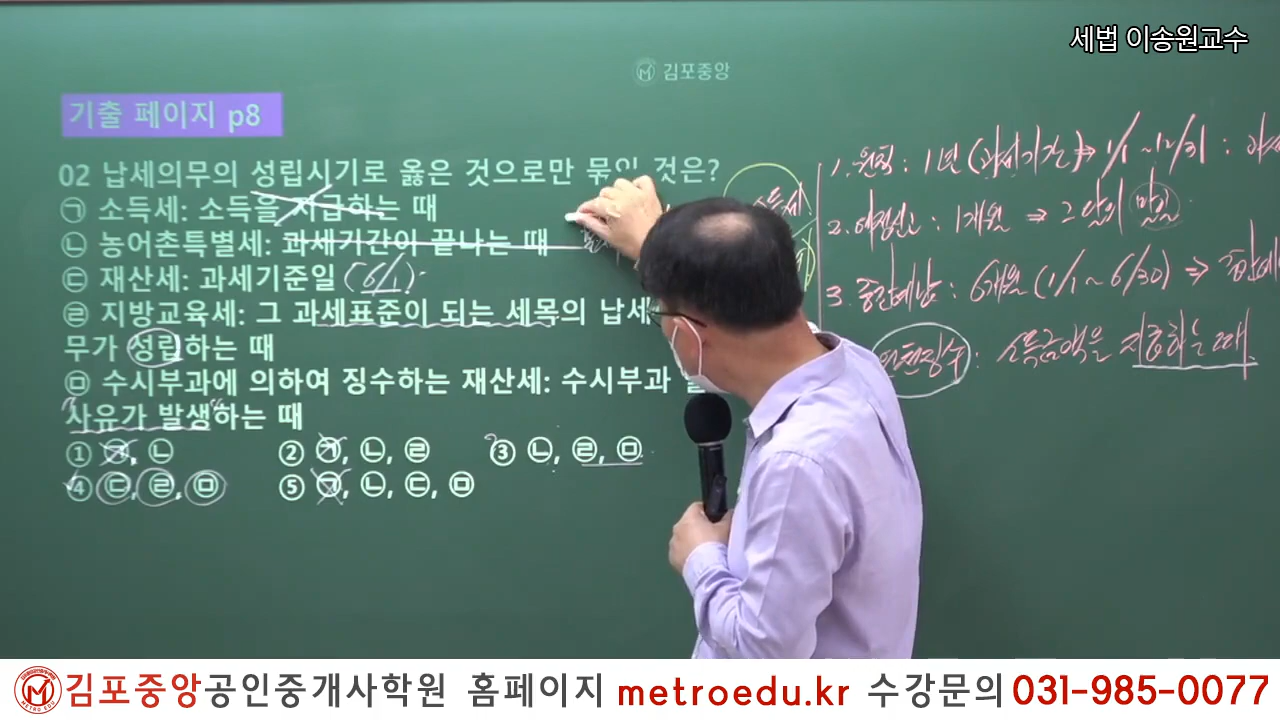 세법 이송원교수
김포중앙
기출 페이지 p8
02 납세의무의 성립시기로 옳은 것으로만 묶인 것은?
㉠ 소득세: 소득을 지급하는 때
㉡ 농어촌특별세: 과세기간이 끝나는 때
㉢ 재산세: 과세기준일 (6/1)
㉣ 지방교육세: 그 과세표준이 되는 세목의 납세
무가 성립하는 때
㉤ 수시부과에 의하여 징수하는 재산세: 수시부과
사유가 발생하는 때
① ㉠, ㉡ ② ㉠, ㉡, ㉣ ③ ㉡, ㉣, ㉤
④ ㉢, ㉣, ㉤ ⑤ ㉠, ㉡, ㉢, ㉤
소득세
1. 원칙 : 1년 (과세기간) ⇒ 1/1 ~ 12/31 :
2. 예정신고 : 1개월 ⇒ 그 달의 말일
3. 중간예납 : 6개월 (1/1 ~ 6/30) ⇒ 중간예
원천징수 : 소득금액을 지급하는 때
김포중앙공인중개사학원 홈페이지 metroedu.kr 수강문의 031-985-0077